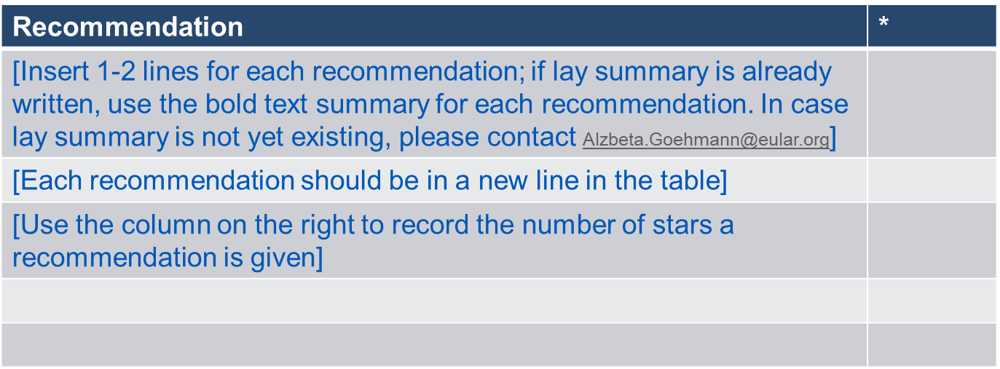 Recommendation *
[Insert 1-2 lines for each recommendation; if lay summary is already
written, use the bold text summary for each recommendation. In case
lay summary is not yet existing, please contact Alzbeta.Goehmann@eular.org]
[Each recommendation should be in a new line in the table]
[Use the column on the right to record the number of stars a
recommendation is given]